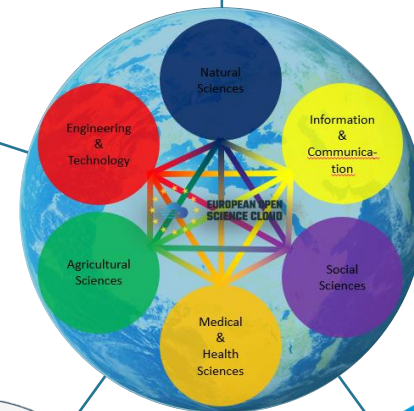 Natural
Sciences
Engineering
&
Technology
Information
&
Communica-
tion
EUROPEAN OPEN
SCIENCE CLOUD
Agricultural
Sciences
Social
Sciences
Medical
&
Health
Sciences